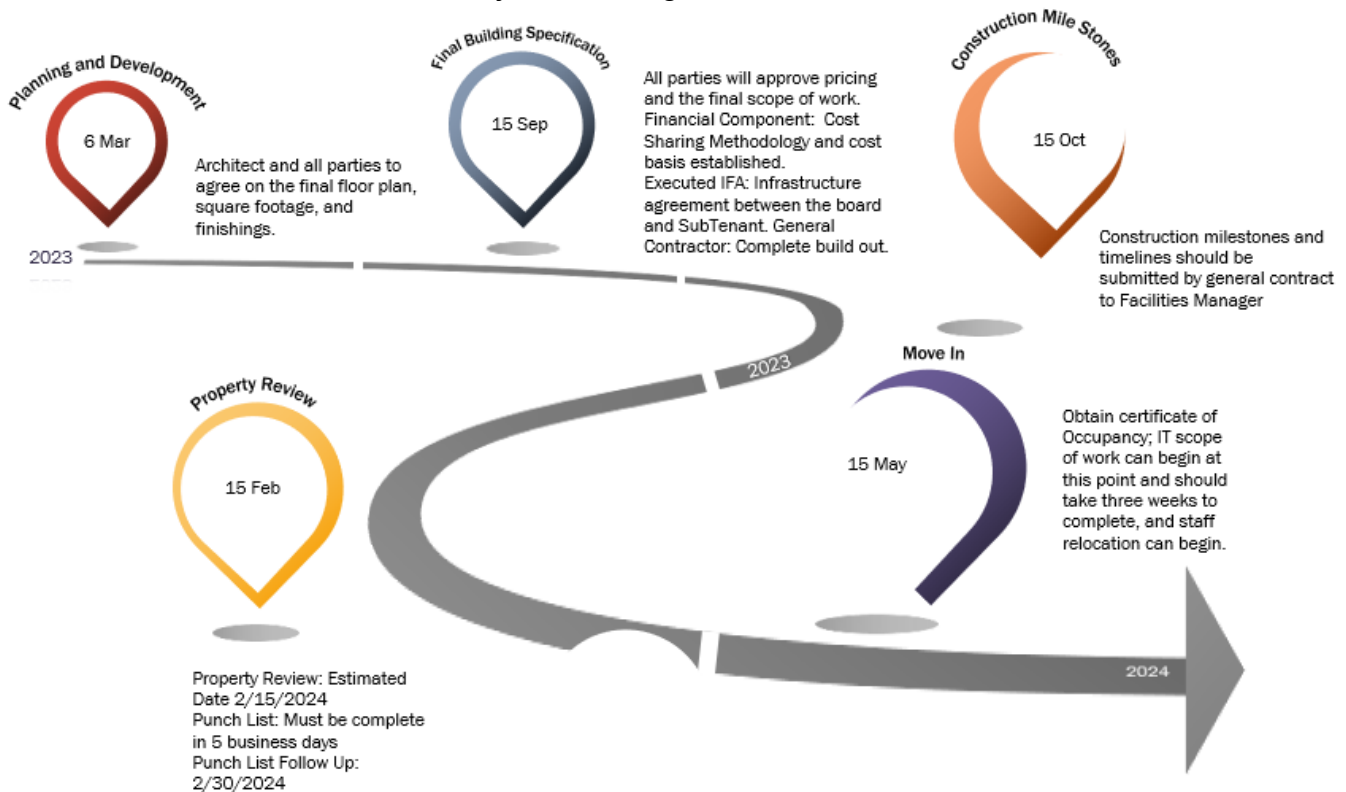 Planning and Development
6 Mar
Architect and all parties to
agree on the final floor plan,
square footage, and
finishings.
Final Building Specification
15 Sep
All parties will approve pricing
and the final scope of work.
Financial Component:  Cost
Sharing Methodology and cost
basis established.
Executed IFA: Infrastructure
agreement between the board
and SubTenant. General
Contractor: Complete build out.
Construction Mile Stones
15 Oct
Construction milestones and
timelines should be
submitted by general contract
to Facilities Manager
2023
2023
Property Review
15 Feb
Property Review: Estimated
Date 2/15/2024
Punch List: Must be complete
in 5 business days
Punch List Follow Up:
2/30/2024
Move In
15 May
Obtain certificate of
Occupancy; IT scope
of work can begin at
this point and should
take three weeks to
complete, and staff
relocation can begin.
2024